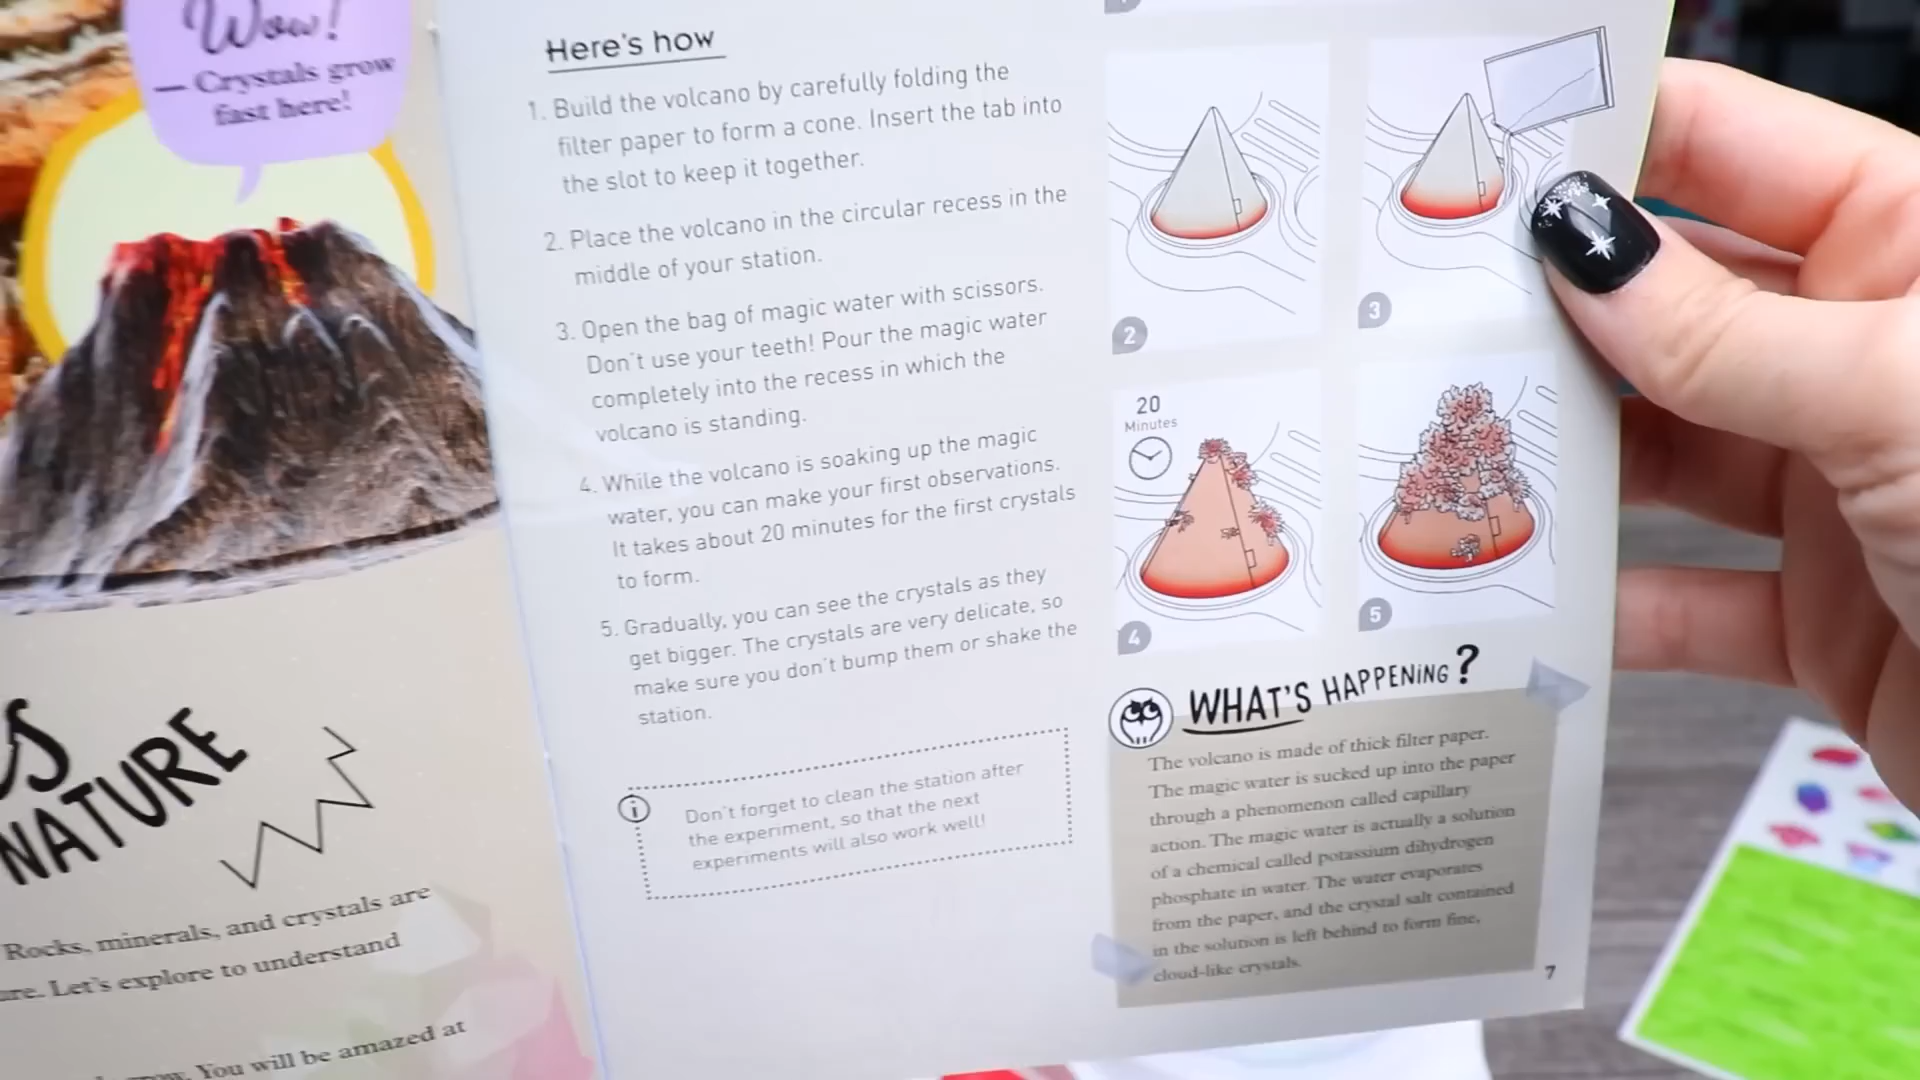 Wow!
— Crystals grow
fast here!
NATURE
Rocks, minerals, and crystals are
Let's explore to understand
You will be amazed at
Here's how
1. Build the volcano by carefully folding the
filter paper to form a cone. Insert the tab into
the slot to keep it together.
2. Place the volcano in the circular recess in the
middle of your station.
3. Open the bag of magic water with scissors.
Don't use your teeth! Pour the magic water
completely into the recess in which the
volcano is standing.
4. While the volcano is soaking up the magic
water, you can make your first observations.
It takes about 20 minutes for the first crystals
to form.
5. Gradually, you can see the crystals as they
get bigger. The crystals are very delicate, so
make sure you don't bump them or shake the
station.
i
Don't forget to clean the station after
the experiment, so that the next
experiments will also work well!
2
3
20
Minutes
4
5
WHAT'S HAPPENING?
The volcano is made of thick filter paper.
The magic water is sucked up into the paper
through a phenomenon called capillary
action. The magic water is actually a solution
of a chemical called potassium dihydrogen
phosphate in water. The water evaporates
from the paper, and the crystal salt contained
in the solution is left behind to form fine,
cloud-like crystals.
7